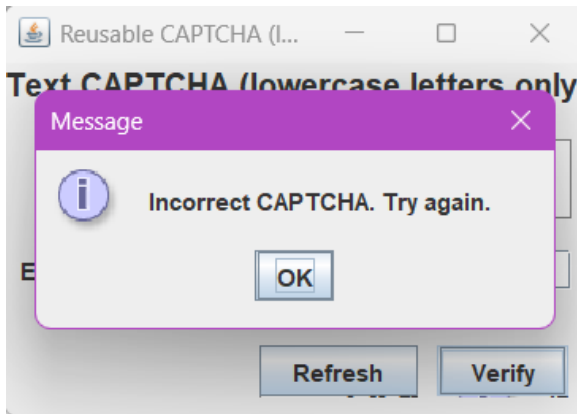 Reusable CAPTCHA (l...
Text CAPTCHA (lowercase letters only
Message
Incorrect CAPTCHA. Try again.
OK
E
Refresh
Verify